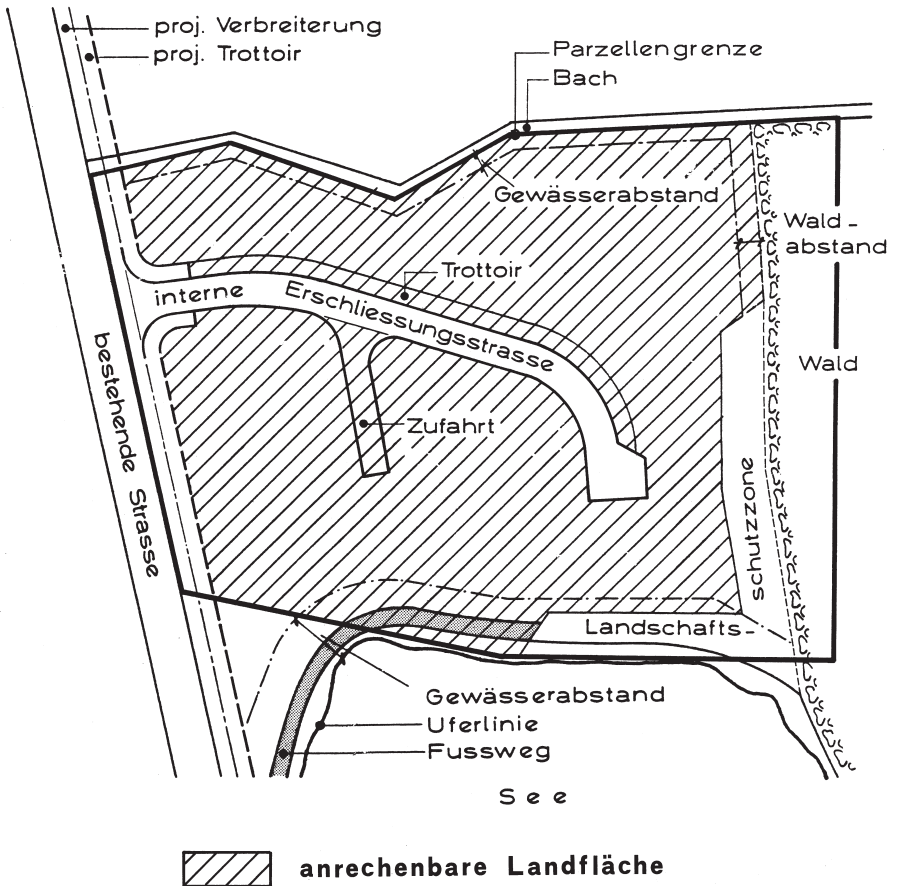 proj. Verbreiterung
proj. Trottoir
Parzellengrenze
Bach
Gewässerabstand
Wald-
abstand
Trottoir
interne Erschliessungsstrasse
bestehende Strasse
Wald
Zufahrt
schutzzone
Landschafts-
Gewässerabstand
Uferlinie
Fussweg
See
anrechenbare Landfläche